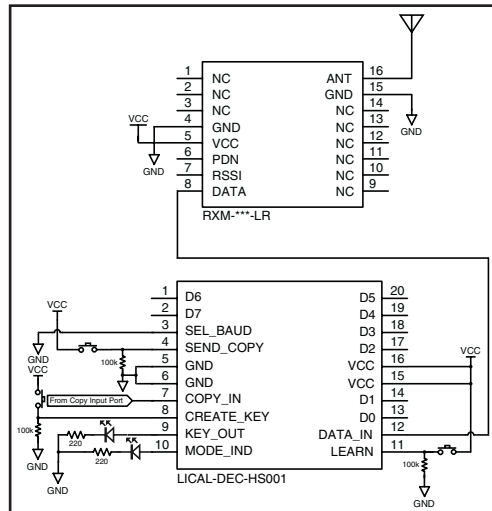 1 NC ANT 16
2 NC GND 15
3 NC NC 14
VCC 4 GND NC 13
5 VCC NC 12
6 PDN NC 11
GND 7 RSSI NC 10
8 DATA NC 9
GND
RXM-***-LR
1 D6 D5 20
2 D7 D4 19
VCC 3 SEL_BAUD D3 18
4 SEND_COPY D2 17
GND 100k 5 GND VCC 16 VCC
VCC 6 GND VCC 15
From Copy Input Port 7 COPY_IN D1 14
8 CREATE_KEY D0 13
100k 220 9 KEY_OUT DATA_IN 12
GND 220 10 MODE_IND LEARN 11
100k
LICAL-DEC-HS001
GND GND